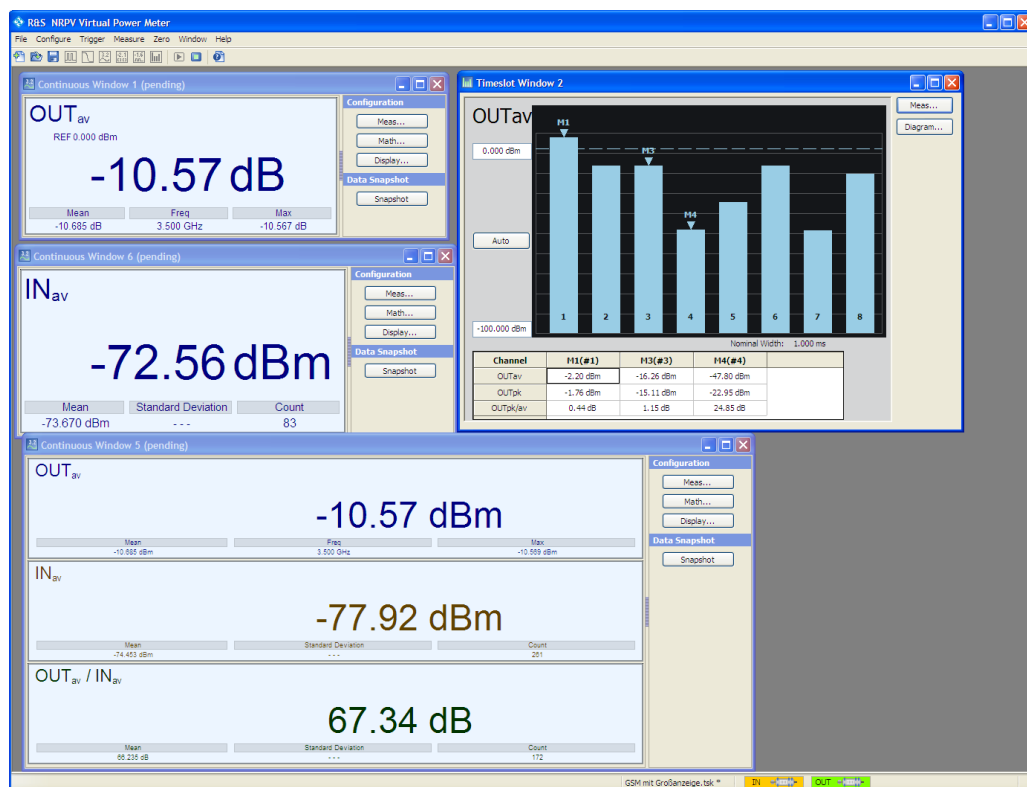 R&S NRPV Virtual Power Meter
File Configure Trigger Measure Zero Window Help
Continuous Window 1 (pending)
OUTav
REF 0.000 dBm
-10.57 dB
Mean Freq Max
-10.685 dB 3.500 GHz -10.567 dB
Configuration
Meas...
Math...
Display...
Data Snapshot
Snapshot
Continuous Window 6 (pending)
INav
-72.56 dBm
Mean Standard Deviation Count
-73.670 dBm - - - 83
Configuration
Meas...
Math...
Display...
Data Snapshot
Snapshot
Timeslot Window 2
OUTav
0.000 dBm
Auto
-100.000 dBm
M1
M3
M4
1 2 3 4 5 6 7 8
Nominal Width: 1.000 ms
Meas...
Diagram...
Channel M1(#1) M3(#3) M4(#4)
OUTav -2.20 dBm -16.26 dBm -47.80 dBm
OUTpk -1.76 dBm -15.11 dBm -22.95 dBm
OUTpk/av 0.44 dB 1.15 dB 24.85 dB
Continuous Window 5 (pending)
OUTav
-10.57 dBm
Mean Freq Max
-10.685 dBm 3.500 GHz -10.569 dBm
INav
-77.92 dBm
Mean Standard Deviation Count
-74.453 dBm - - - 281
OUTav / INav
67.34 dB
Mean Standard Deviation Count
66.236 dB - - - 172
Configuration
Meas...
Math...
Display...
Data Snapshot
Snapshot
GSM mit Großanzeige.tsk * IN OUT